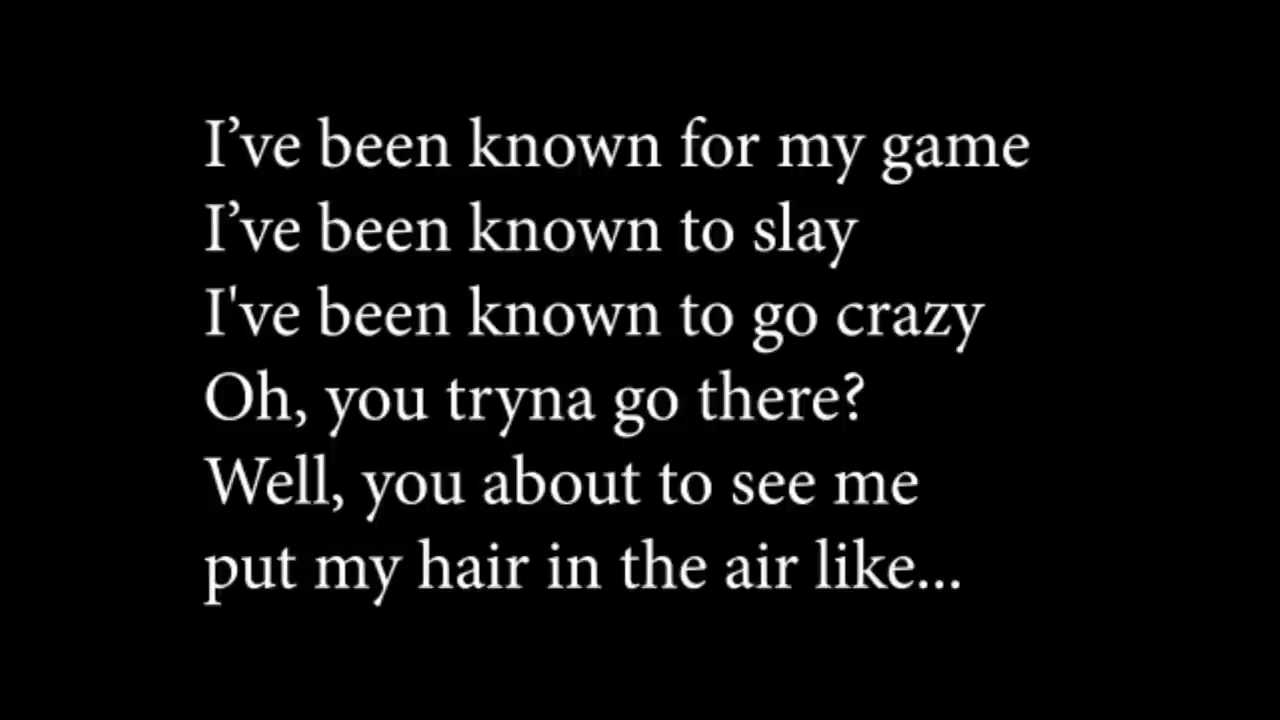 I’ve been known for my game
I’ve been known to slay
I've been known to go crazy
Oh, you tryna go there?
Well, you about to see me
put my hair in the air like...